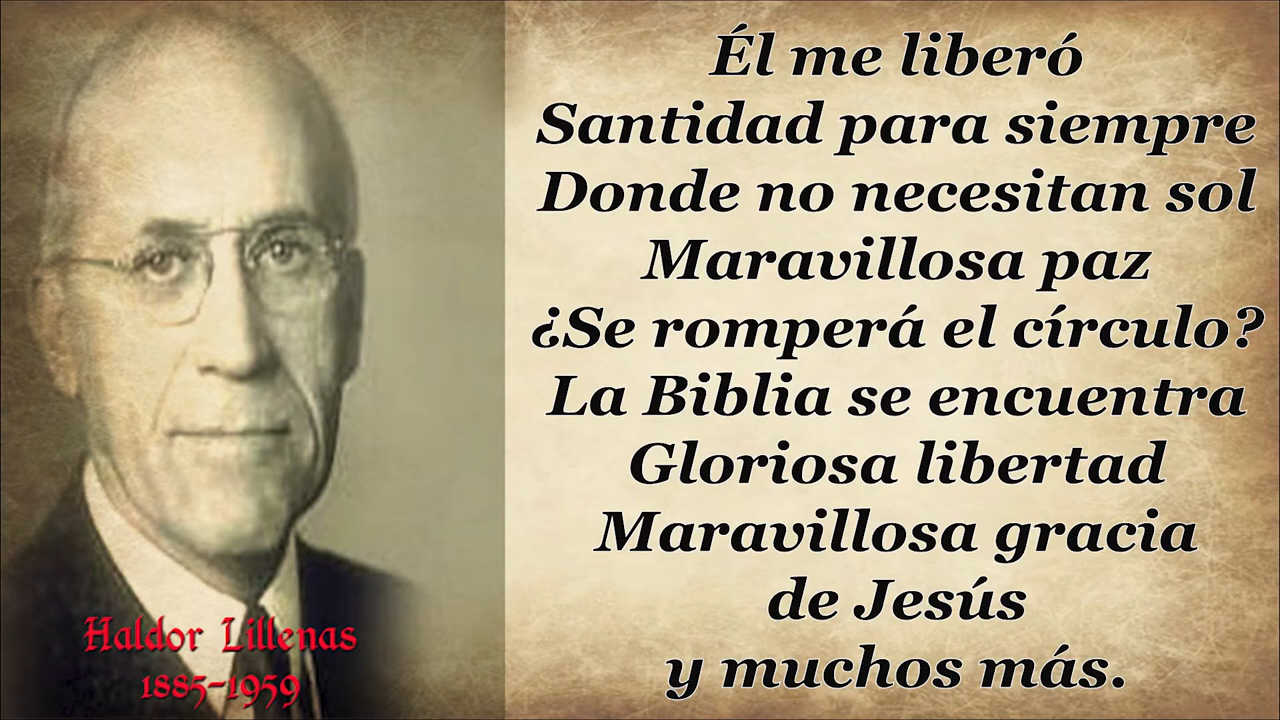 Él me liberó
Santidad para siempre
Donde no necesitan sol
Maravillosa paz
¿Se romperá el círculo?
La Biblia se encuentra
Gloriosa libertad
Maravillosa gracia
de Jesús
y muchos más.
Haldor Lillenas
1885-1959